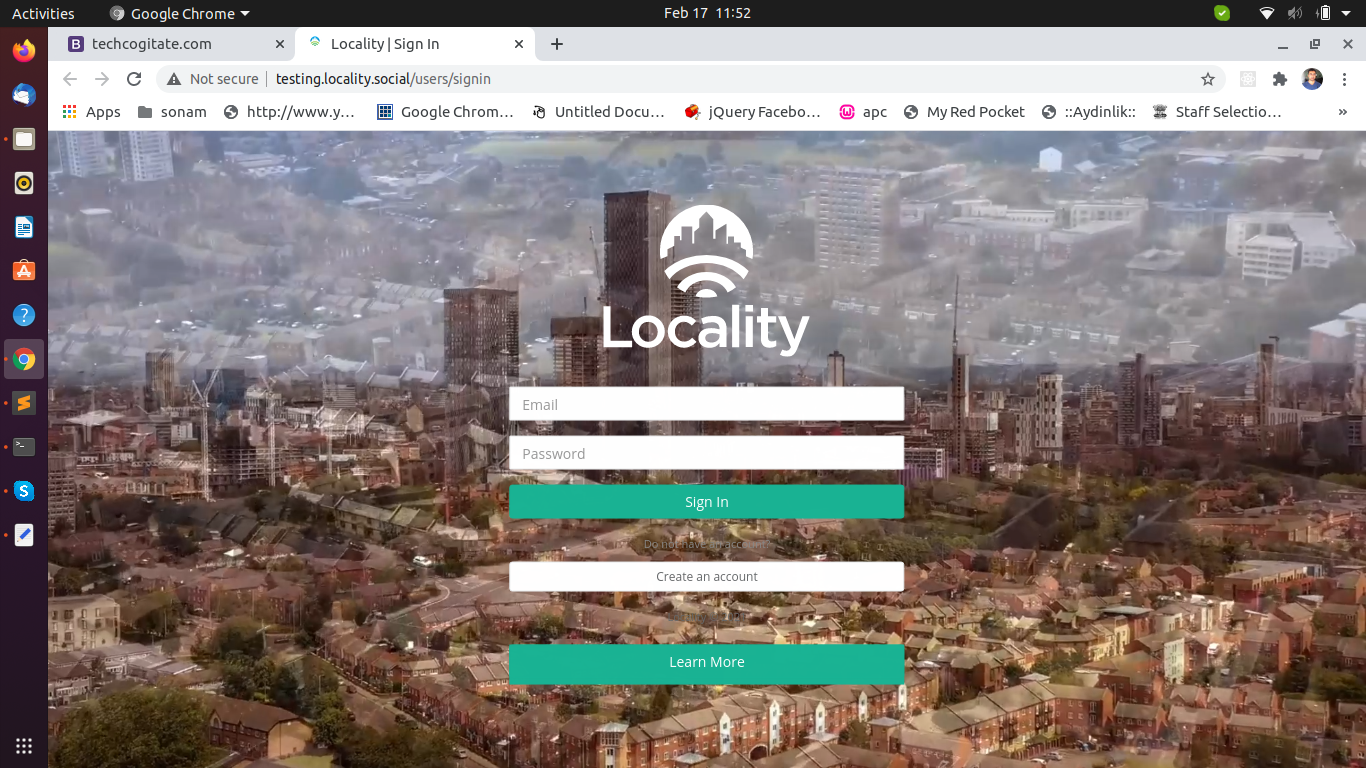 Activities
Google Chrome
Feb 17 11:52
techcogitate.com
Locality | Sign In
Not secure
testing.locality.social/users/signin
Apps
sonam
http://www.y...
Google Chrom...
Untitled Docu...
jQuery Facebo...
apc
My Red Pocket
::Aydinlik::
Staff Selectio...
»
Locality
Email
Password
Sign In
Do not have an account?
Create an account
Learn More